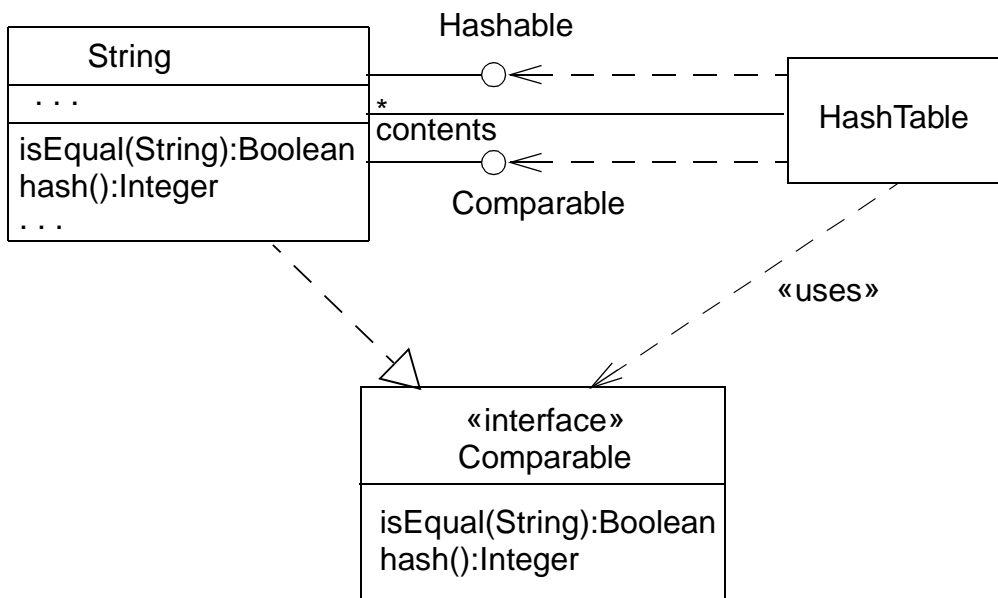 Hashable
String
. . .
*
contents
HashTable
isEqual(String):Boolean
hash():Integer
. . .
Comparable
«uses»
«interface»
Comparable
isEqual(String):Boolean
hash():Integer